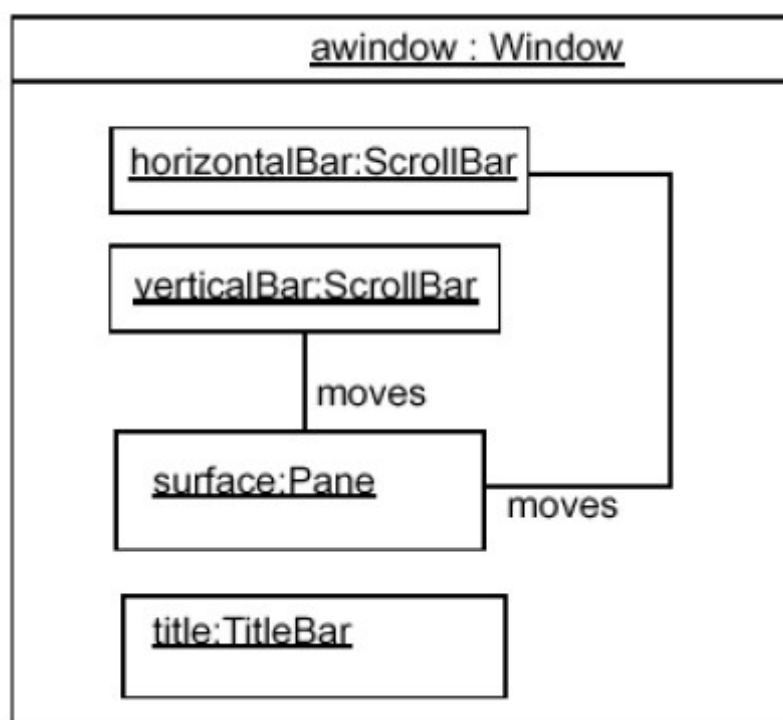 awindow : Window
horizontalBar:ScrollBar
verticalBar:ScrollBar
moves
surface:Pane
moves
title:TitleBar